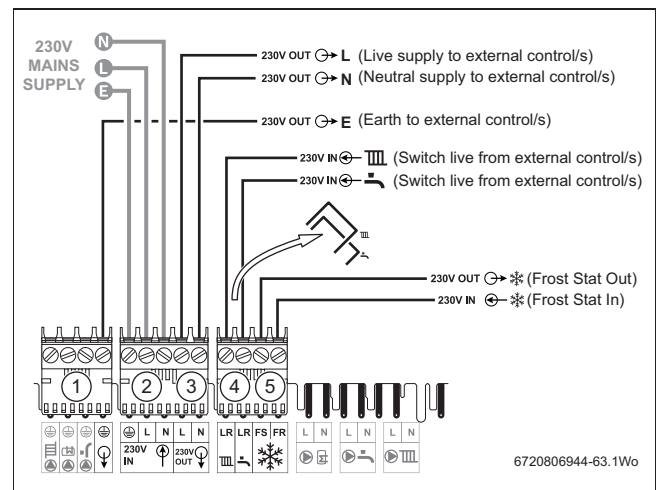 230V
MAINS
SUPPLY
N
L
E
230V OUT L (Live supply to external control/s)
230V OUT N (Neutral supply to external control/s)
230V OUT E (Earth to external control/s)
230V IN (Switch live from external control/s)
230V IN (Switch live from external control/s)
230V OUT (Frost Stat Out)
230V IN (Frost Stat In)
1 2 3 4 5
L N L N LR LR FS FR L N L N L N
230V IN
230V OUT
6720806944-63.1Wo